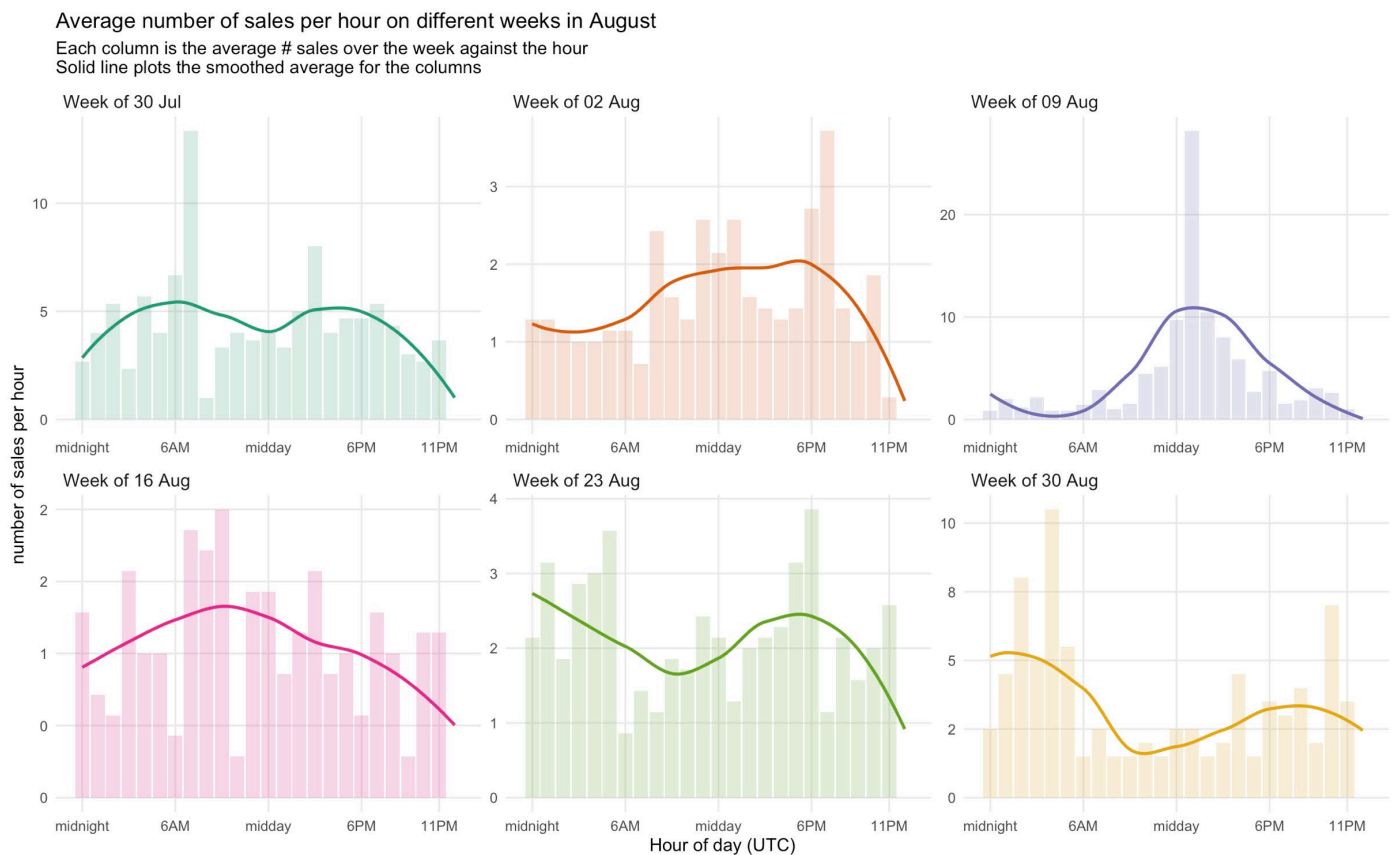 Average number of sales per hour on different weeks in August
Each column is the average # sales over the week against the hour
Solid line plots the smoothed average for the columns
Week of 30 Jul
Week of 02 Aug
Week of 09 Aug
10
5
0
3
2
1
0
20
10
0
midnight 6AM midday 6PM 11PM
midnight 6AM midday 6PM 11PM
midnight 6AM midday 6PM 11PM
number of sales per hour
Week of 16 Aug
Week of 23 Aug
Week of 30 Aug
2
2
1
0
0
4
3
2
1
0
10
8
5
2
0
midnight 6AM midday 6PM 11PM
midnight 6AM midday 6PM 11PM
midnight 6AM midday 6PM 11PM
Hour of day (UTC)